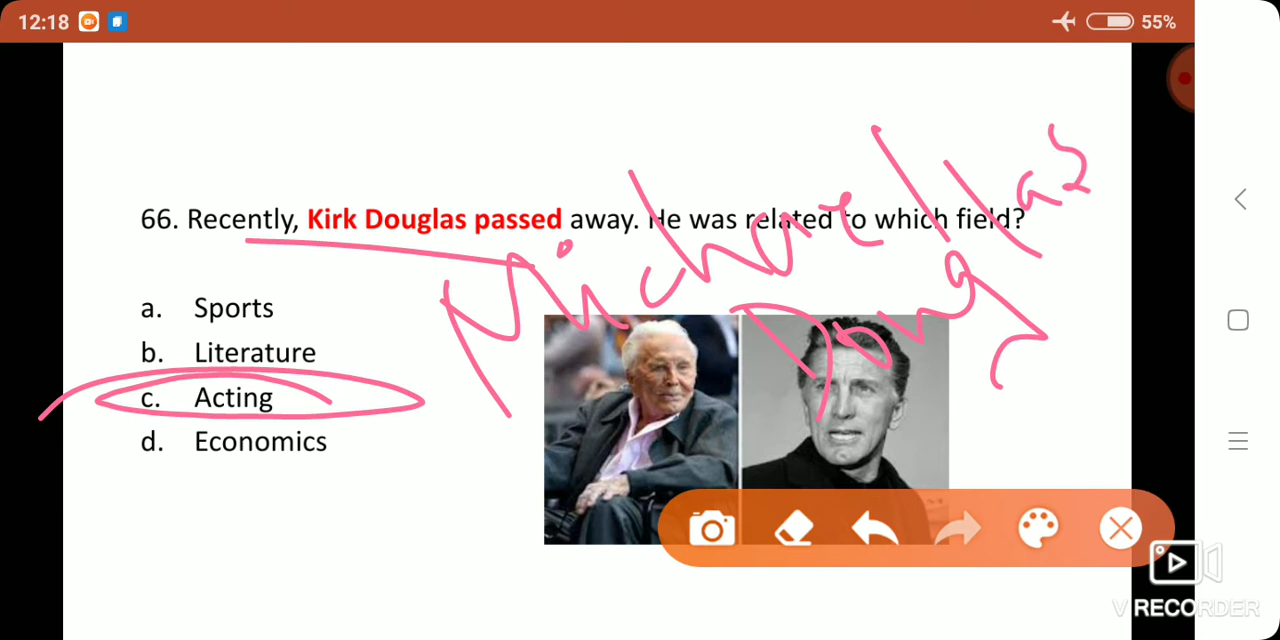 12:18
55%
66. Recently, Kirk Douglas passed away. He was related to which field?
Michael
Douglas
a. Sports
b. Literature
c. Acting
d. Economics
V RECORDER